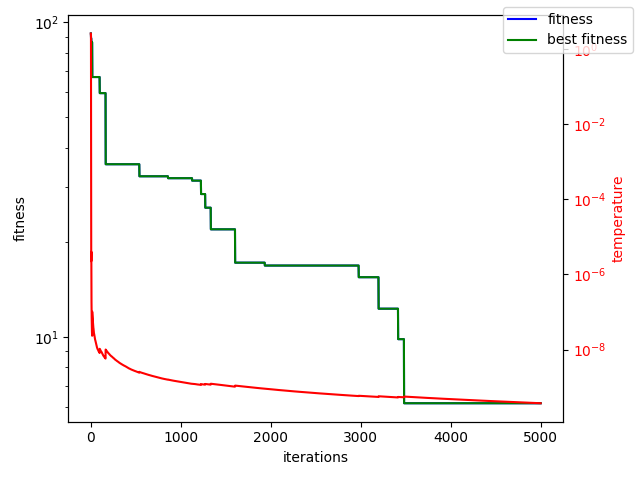 fitness
best fitness
10²
10¹
fitness
10⁰
10⁻²
10⁻⁴
10⁻⁶
10⁻⁸
temperature
0
1000
2000
3000
4000
5000
iterations